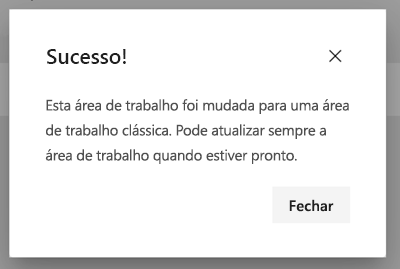 Sucesso!
Esta área de trabalho foi mudada para uma área
de trabalho clássica. Pode atualizar sempre a
área de trabalho quando estiver pronto.
Fechar